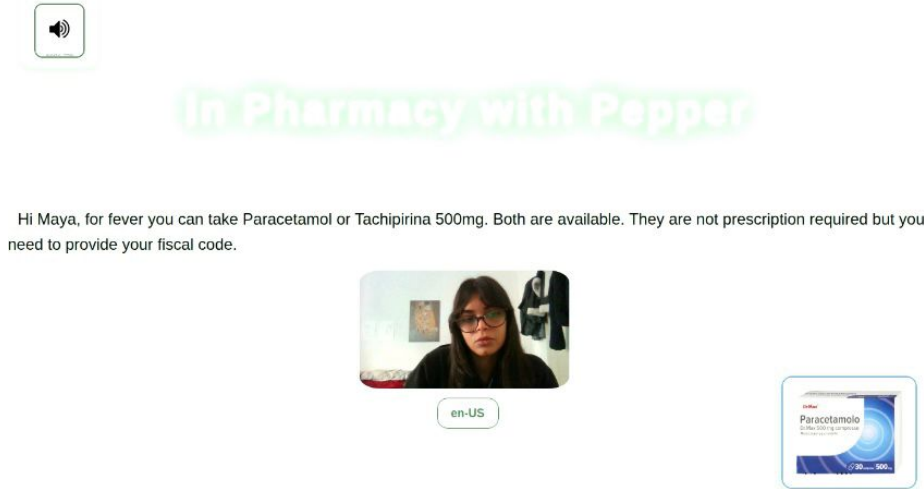 In Pharmacy with Pepper
Hi Maya, for fever you can take Paracetamol or Tachipirina 500mg. Both are available. They are not prescription required but you
need to provide your fiscal code.
en-US
Paracetamolo
30
500